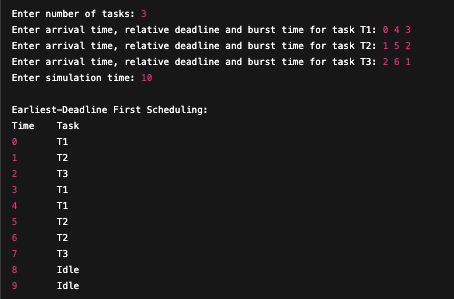 Enter number of tasks: 3
Enter arrival time, relative deadline and burst time for task T1: 0 4 3
Enter arrival time, relative deadline and burst time for task T2: 1 5 2
Enter arrival time, relative deadline and burst time for task T3: 2 6 1
Enter simulation time: 10
Earliest-Deadline First Scheduling:
Time Task
0 T1
1 T2
2 T3
3 T1
4 T1
5 T2
6 T2
7 T3
8 Idle
9 Idle